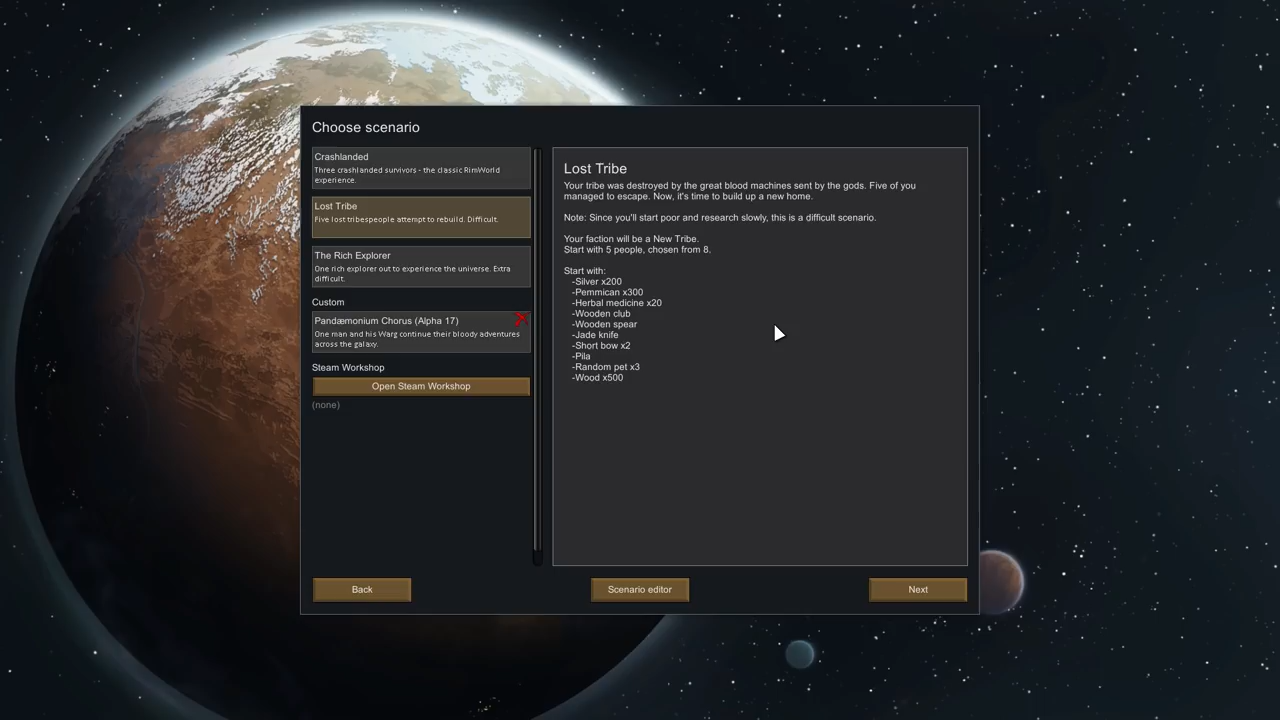 Choose scenario
Crashlanded
Three crashlanded survivors - the classic RimWorld
experience.
Lost Tribe
Five lost tribespeople attempt to rebuild. Difficult.
The Rich Explorer
One rich explorer out to experience the universe. Extra
difficult.
Custom
Pandæmonium Chorus (Alpha 17)
One man and his Warg continue their bloody adventures
across the galaxy.
Steam Workshop
Open Steam Workshop
(none)
Lost Tribe
Your tribe was destroyed by the great blood machines sent by the gods. Five of you
managed to escape. Now, it's time to build up a new home.
Note: Since you'll start poor and research slowly, this is a difficult scenario.
Your faction will be a New Tribe.
Start with 5 people, chosen from 8.
Start with:
-Silver x200
-Pemmican x300
-Herbal medicine x20
-Wooden club
-Wooden spear
-Jade knife
-Short bow x2
-Pila
-Random pet x3
-Wood x500
Back
Scenario editor
Next